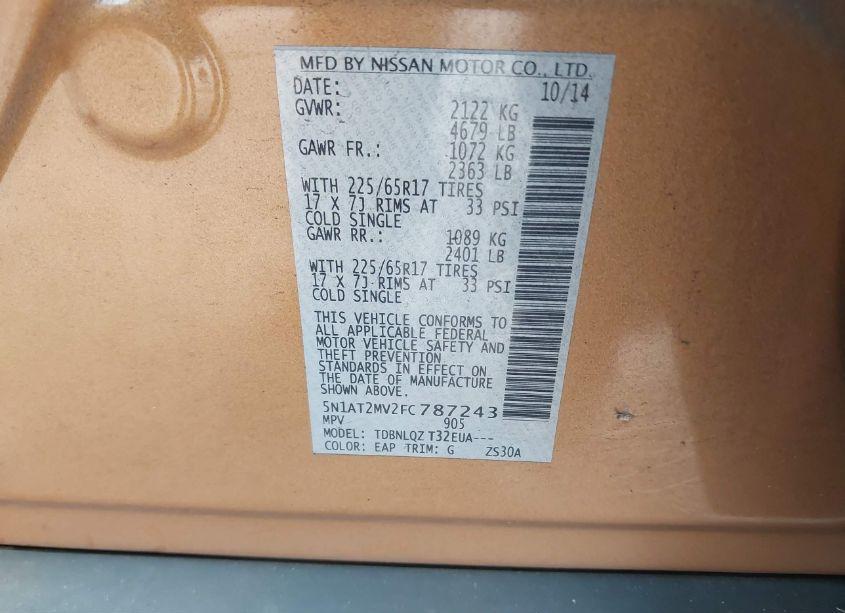 MFD BY NISSAN MOTOR CO., LTD.
DATE: 10/14
GVWR: 2122 KG
4679 LB
GAWR FR.: 1072 KG
2363 LB
WITH 225/65R17 TIRES
17 X 7J RIMS AT 33 PSI
COLD SINGLE
GAWR RR.: 1089 KG
2401 LB
WITH 225/65R17 TIRES
17 X 7J RIMS AT 33 PSI
COLD SINGLE
THIS VEHICLE CONFORMS TO
ALL APPLICABLE FEDERAL
MOTOR VEHICLE SAFETY AND
THEFT PREVENTION
STANDARDS IN EFFECT ON
THE DATE OF MANUFACTURE
SHOWN ABOVE.
5N1AT2MV2FC787243
MPV 905
MODEL: TDBNLQZ T32EUA---
COLOR: EAP TRIM: G ZS30A